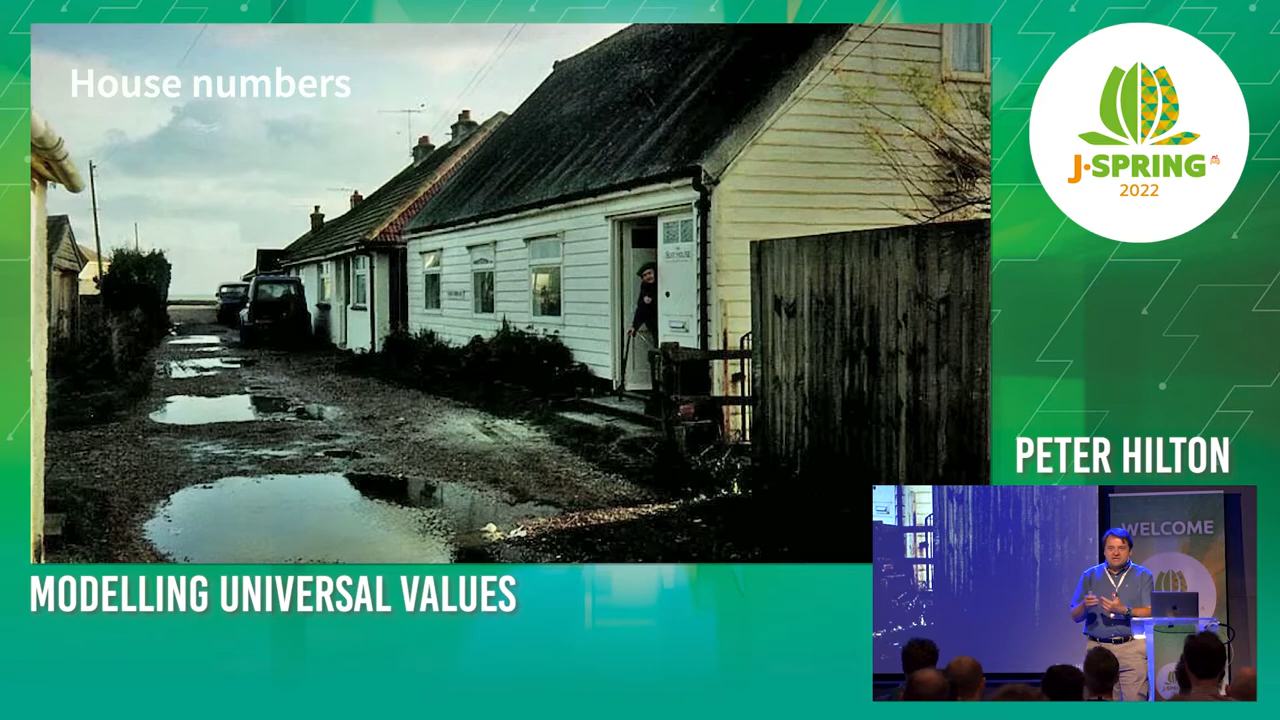 House numbers
J·SPRING
2022
PETER HILTON
WELCOME
MODELLING UNIVERSAL VALUES